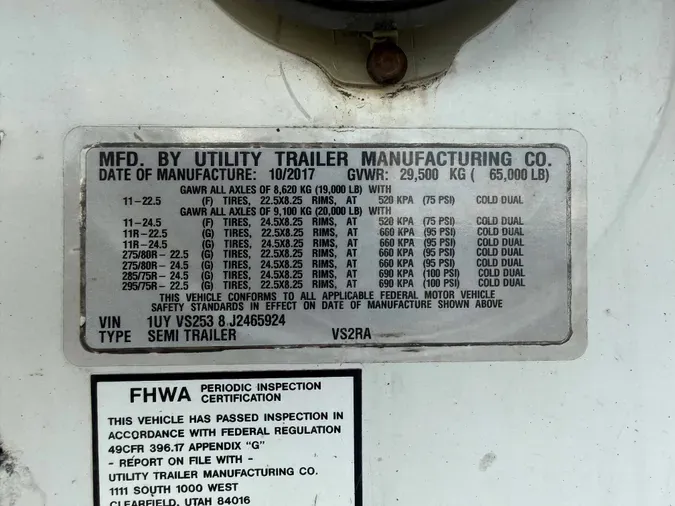 MFD. BY UTILITY TRAILER MANUFACTURING CO.
DATE OF MANUFACTURE: 10/2017 GVWR: 29,500 KG ( 65,000 LB)
GAWR ALL AXLES OF 8,620 KG (19,000 LB) WITH
11-22.5 (F) TIRES, 22.5X8.25 RIMS, AT 520 KPA (75 PSI) COLD DUAL
GAWR ALL AXLES OF 9,100 KG (20,000 LB) WITH
11-24.5 (F) TIRES, 24.5X8.25 RIMS, AT 520 KPA (75 PSI) COLD DUAL
11R-22.5 (G) TIRES, 22.5X8.25 RIMS, AT 660 KPA (95 PSI) COLD DUAL
11R-24.5 (G) TIRES, 24.5X8.25 RIMS, AT 660 KPA (95 PSI) COLD DUAL
275/80R-22.5 (G) TIRES, 22.5X8.25 RIMS, AT 660 KPA (95 PSI) COLD DUAL
275/80R-24.5 (G) TIRES, 24.5X8.25 RIMS, AT 660 KPA (95 PSI) COLD DUAL
285/75R-24.5 (G) TIRES, 24.5X8.25 RIMS, AT 690 KPA (100 PSI) COLD DUAL
295/75R-22.5 (G) TIRES, 22.5X8.25 RIMS, AT 690 KPA (100 PSI) COLD DUAL
THIS VEHICLE CONFORMS TO ALL APPLICABLE FEDERAL MOTOR VEHICLE
SAFETY STANDARDS IN EFFECT ON DATE OF MANUFACTURE SHOWN ABOVE
VIN 1UY VS253 8 J2465924
TYPE SEMI TRAILER VS2RA
FHWA PERIODIC INSPECTION
CERTIFICATION
THIS VEHICLE HAS PASSED INSPECTION IN
ACCORDANCE WITH FEDERAL REGULATION
49CFR 396.17 APPENDIX "G"
- REPORT ON FILE WITH -
UTILITY TRAILER MANUFACTURING CO.
1111 SOUTH 1000 WEST
CLEARFIELD, UTAH 84016